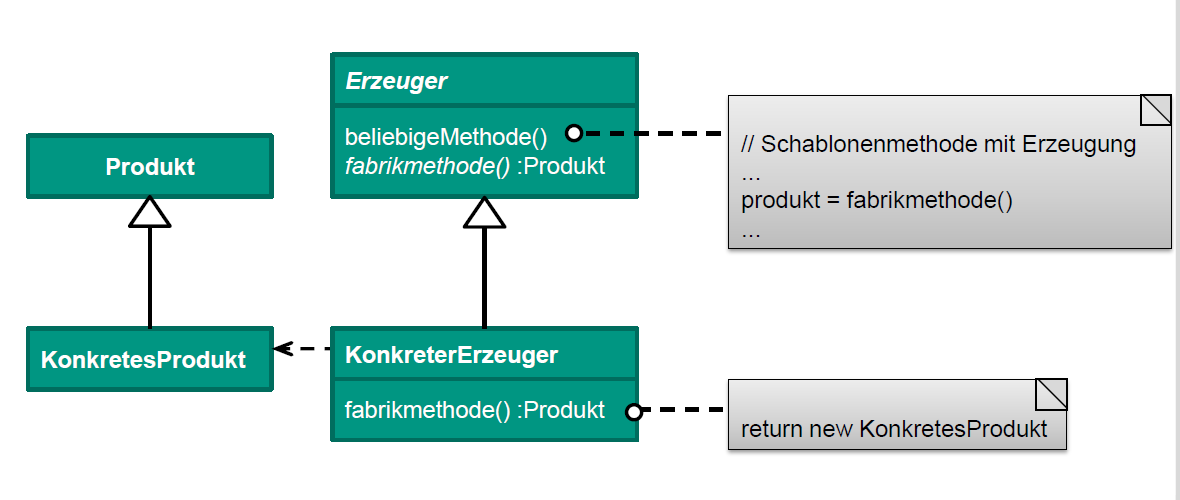 Erzeuger
beliebigeMethode()
fabrikmethode() :Produkt
// Schablonenmethode mit Erzeugung
...
produkt = fabrikmethode()
...
Produkt
KonkretesProdukt
KonkreterErzeuger
fabrikmethode() :Produkt
return new KonkretesProdukt